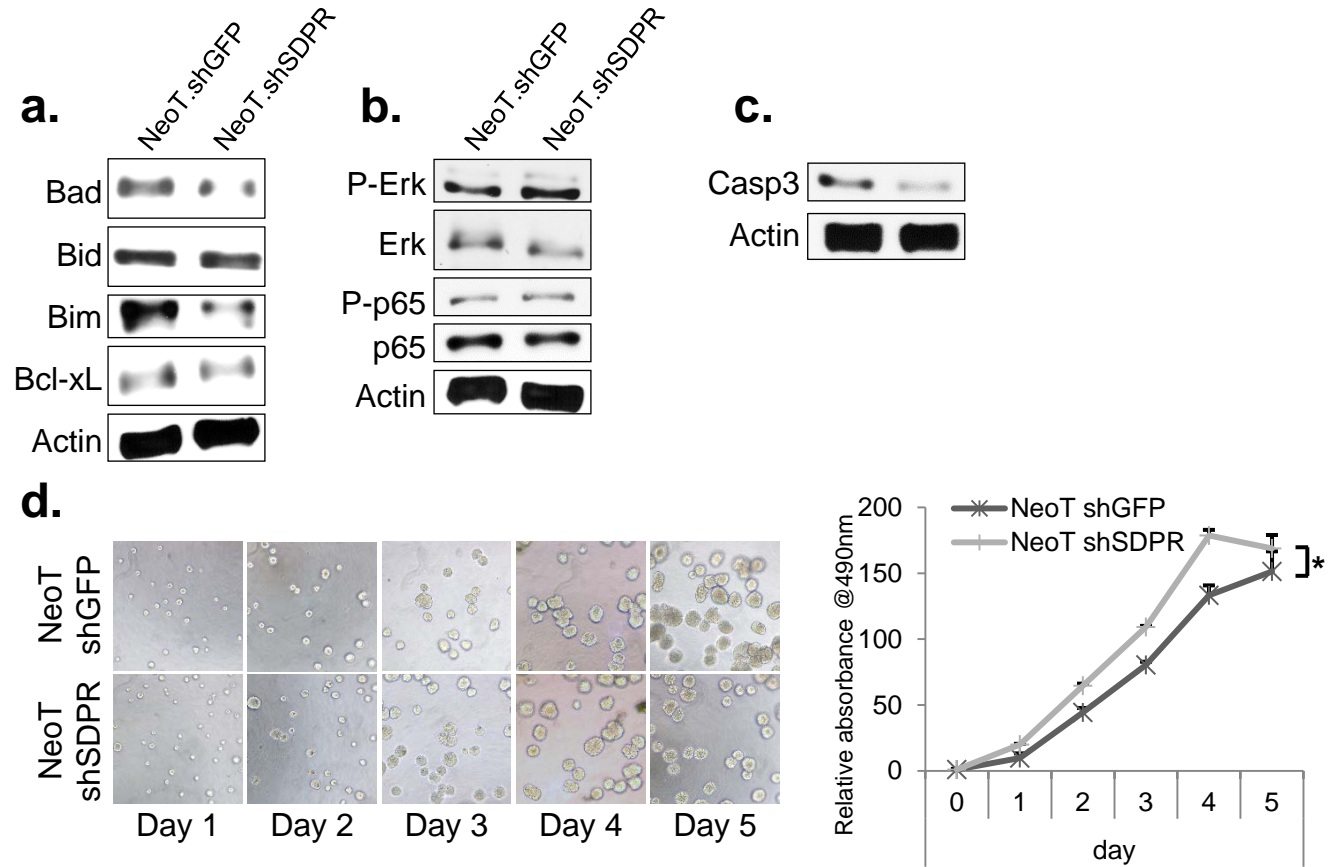 a.
NeoT.shGFP
NeoT.shSDPR
Bad
Bid
Bim
Bcl-xL
Actin
b.
NeoT.shGFP
NeoT.shSDPR
P-Erk
Erk
P-p65
p65
Actin
c.
Casp3
Actin
d.
NeoT
shGFP
NeoT
shSDPR
Day 1
Day 2
Day 3
Day 4
Day 5
Relative absorbance @490nm
200
150
100
50
0
NeoT shGFP
NeoT shSDPR
*
0 1 2 3 4 5
day